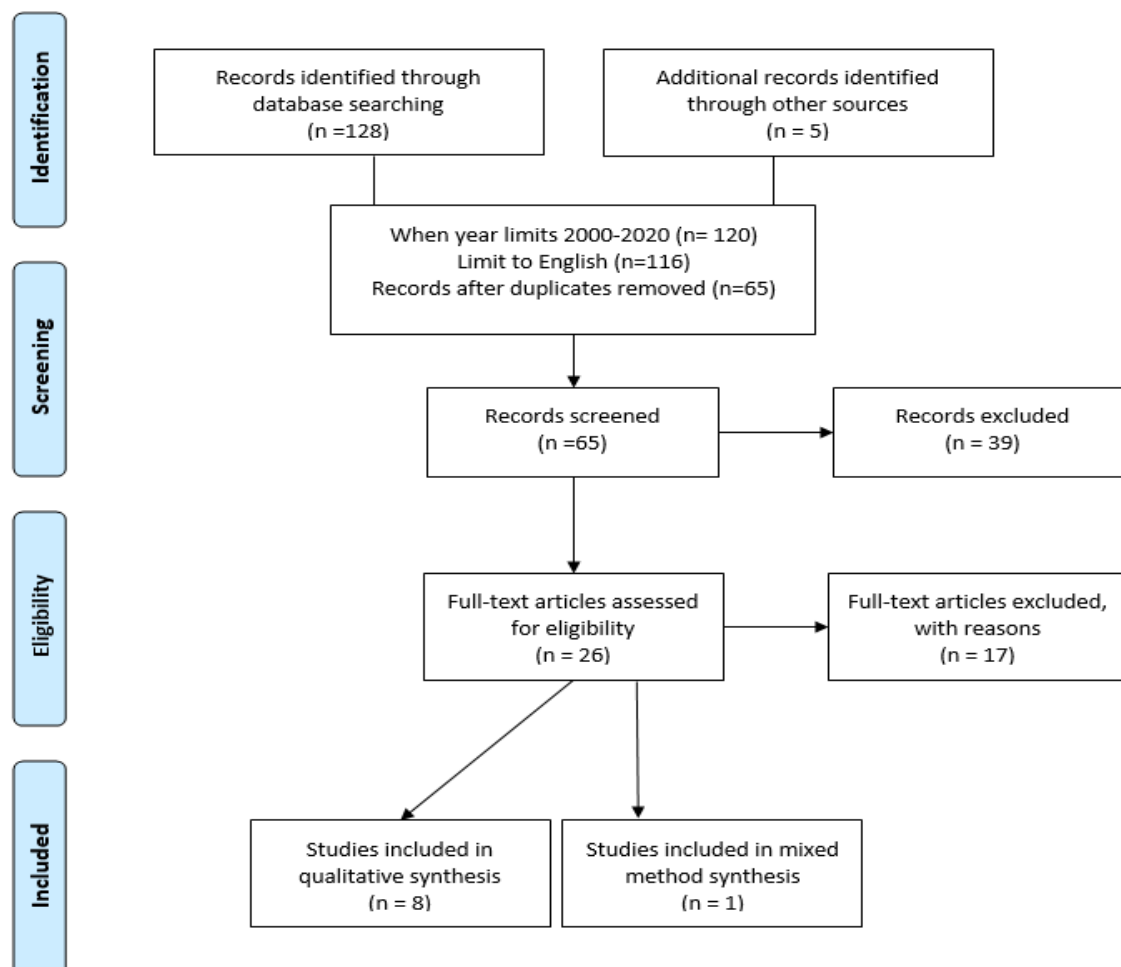 Identification
Records identified through
database searching
(n =128)
Additional records identified
through other sources
(n = 5)
When year limits 2000-2020 (n= 120)
Limit to English (n=116)
Records after duplicates removed (n=65)
Screening
Records screened
(n =65)
Records excluded
(n = 39)
Eligibility
Full-text articles assessed
for eligibility
(n = 26)
Full-text articles excluded,
with reasons
(n = 17)
Included
Studies included in
qualitative synthesis
(n = 8)
Studies included in mixed
method synthesis
(n = 1)